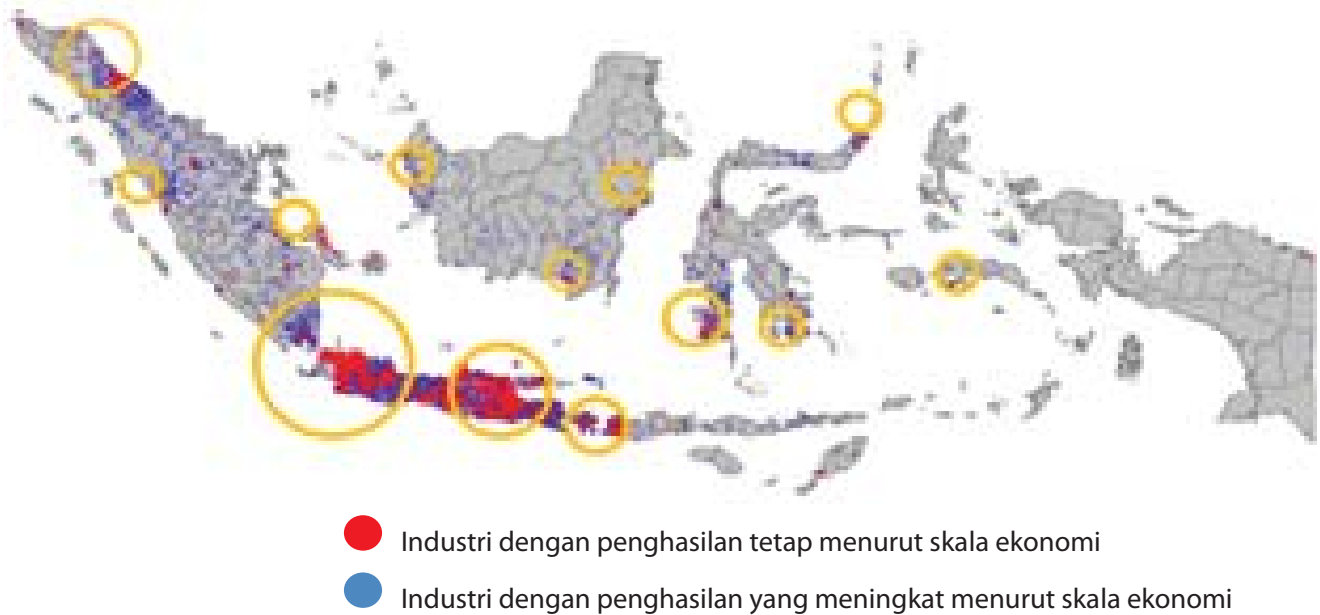 Industri dengan penghasilan tetap menurut skala ekonomi
Industri dengan penghasilan yang meningkat menurut skala ekonomi